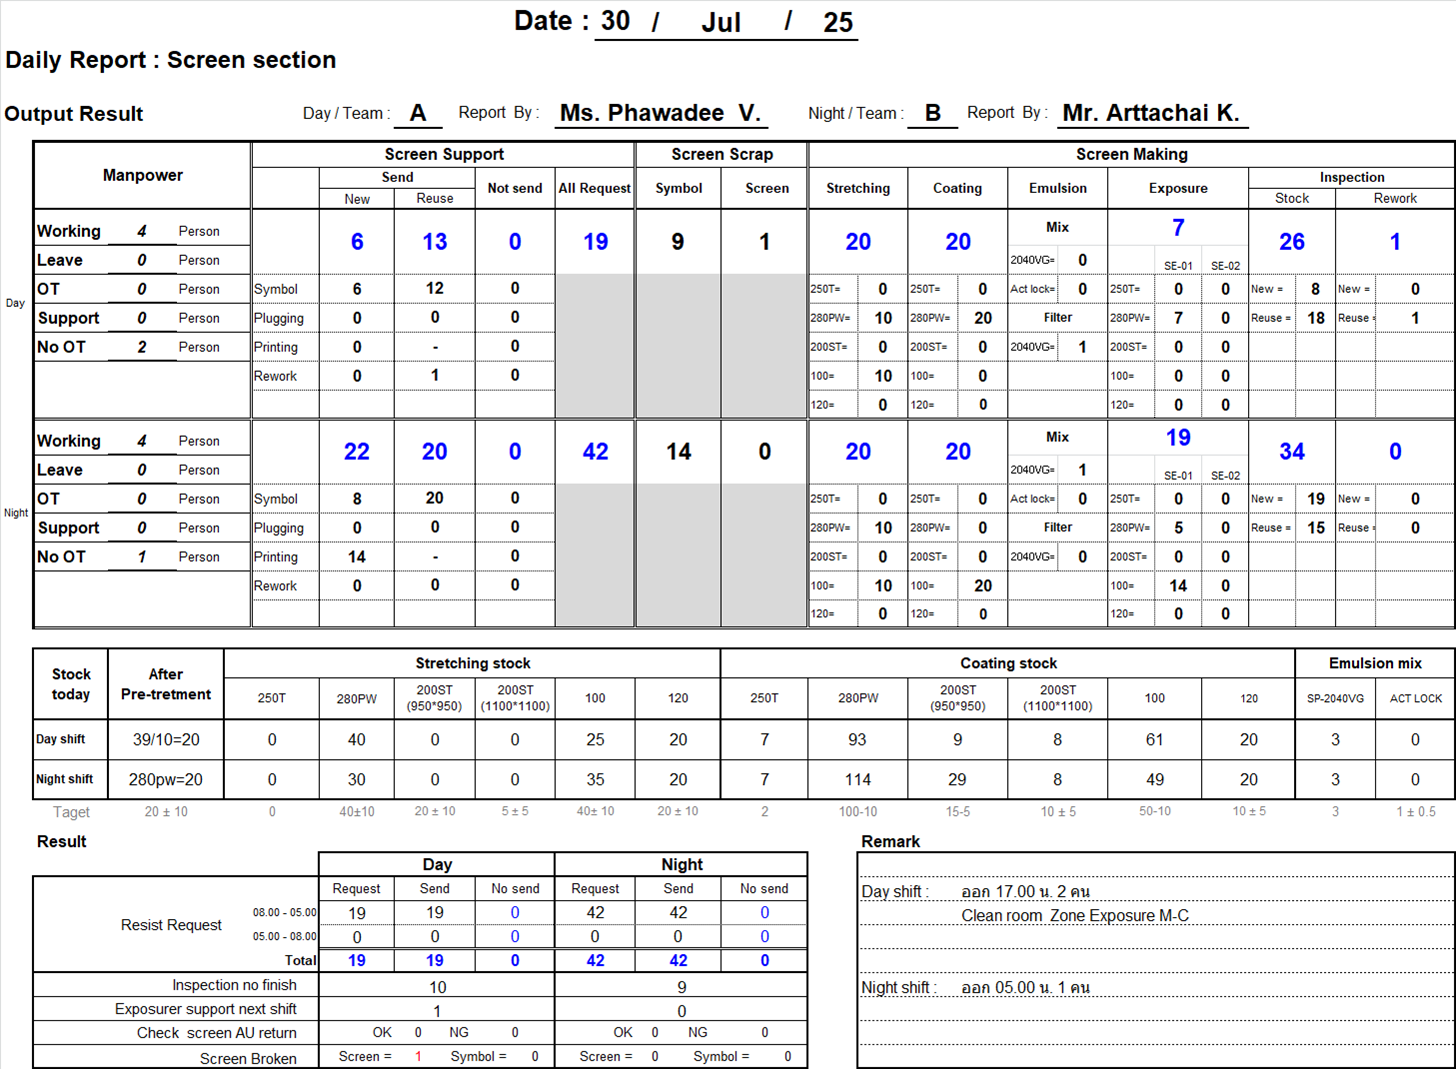 Date : 30 / Jul / 25
Daily Report : Screen section
Output Result Day / Team : A Report By : Ms. Phawadee V. Night / Team : B Report By : Mr. Arttachai K.
Manpower Screen Support Screen Scrap Screen Making
Send Not send All Request Symbol Screen Stretching Coating Emulsion Exposure Inspection
New Reuse Stock Rework
Day
Working 4 Person 6 13 0 19 9 1 20 20 Mix 7 26 1
Leave 0 Person 2040VG= 0 SE-01 SE-02
OT 0 Person Symbol 6 12 0 250T= 0 250T= 0 Act lock= 0 250T= 0 0 New = 8 New = 0
Support 0 Person Plugging 0 0 0 280PW= 10 280PW= 20 Filter 280PW= 7 0 Reuse = 18 Reuse = 1
No OT 2 Person Printing 0 - 0 200ST= 0 200ST= 0 2040VG= 1 200ST= 0 0
Rework 0 1 0 100= 10 100= 0 100= 0 0
120= 0 120= 0 120= 0 0
Night
Working 4 Person 22 20 0 42 14 0 20 20 Mix 19 34 0
Leave 0 Person 2040VG= 1 SE-01 SE-02
OT 0 Person Symbol 8 20 0 250T= 0 250T= 0 Act lock= 0 250T= 0 0 New = 19 New = 0
Support 0 Person Plugging 0 0 0 280PW= 10 280PW= 0 Filter 280PW= 5 0 Reuse = 15 Reuse = 0
No OT 1 Person Printing 14 - 0 200ST= 0 200ST= 0 2040VG= 0 200ST= 0 0
Rework 0 0 0 100= 10 100= 20 100= 14 0
120= 0 120= 0 120= 0 0
Stock today After Pre-tretment Stretching stock Coating stock Emulsion mix
250T 280PW 200ST (950*950) 200ST (1100*1100) 100 120 250T 280PW 200ST (950*950) 200ST (1100*1100) 100 120 SP-2040VG ACT LOCK
Day shift 39/10=20 0 40 0 0 25 20 7 93 9 8 61 20 3 0
Night shift 280pw=20 0 30 0 0 35 20 7 114 29 8 49 20 3 0
Taget 20 ± 10 0 40±10 20 ± 10 5 ± 5 40± 10 20 ± 10 2 100-10 15-5 10 ± 5 50-10 10 ± 5 3 1 ± 0.5
Result
Day Night
Request Send No send Request Send No send
Resist Request
08.00 - 05.00 19 19 0 42 42 0
05.00 - 08.00 0 0 0 0 0 0
Total 19 19 0 42 42 0
Inspection no finish 10 9
Exposurer support next shift 1 0
Check screen AU return OK 0 NG 0 OK 0 NG 0
Screen Broken Screen = 1 Symbol = 0 Screen = 0 Symbol = 0
Remark
Day shift : ออก 17.00 น. 2 คน
Clean room Zone Exposure M-C
Night shift : ออก 05.00 น. 1 คน